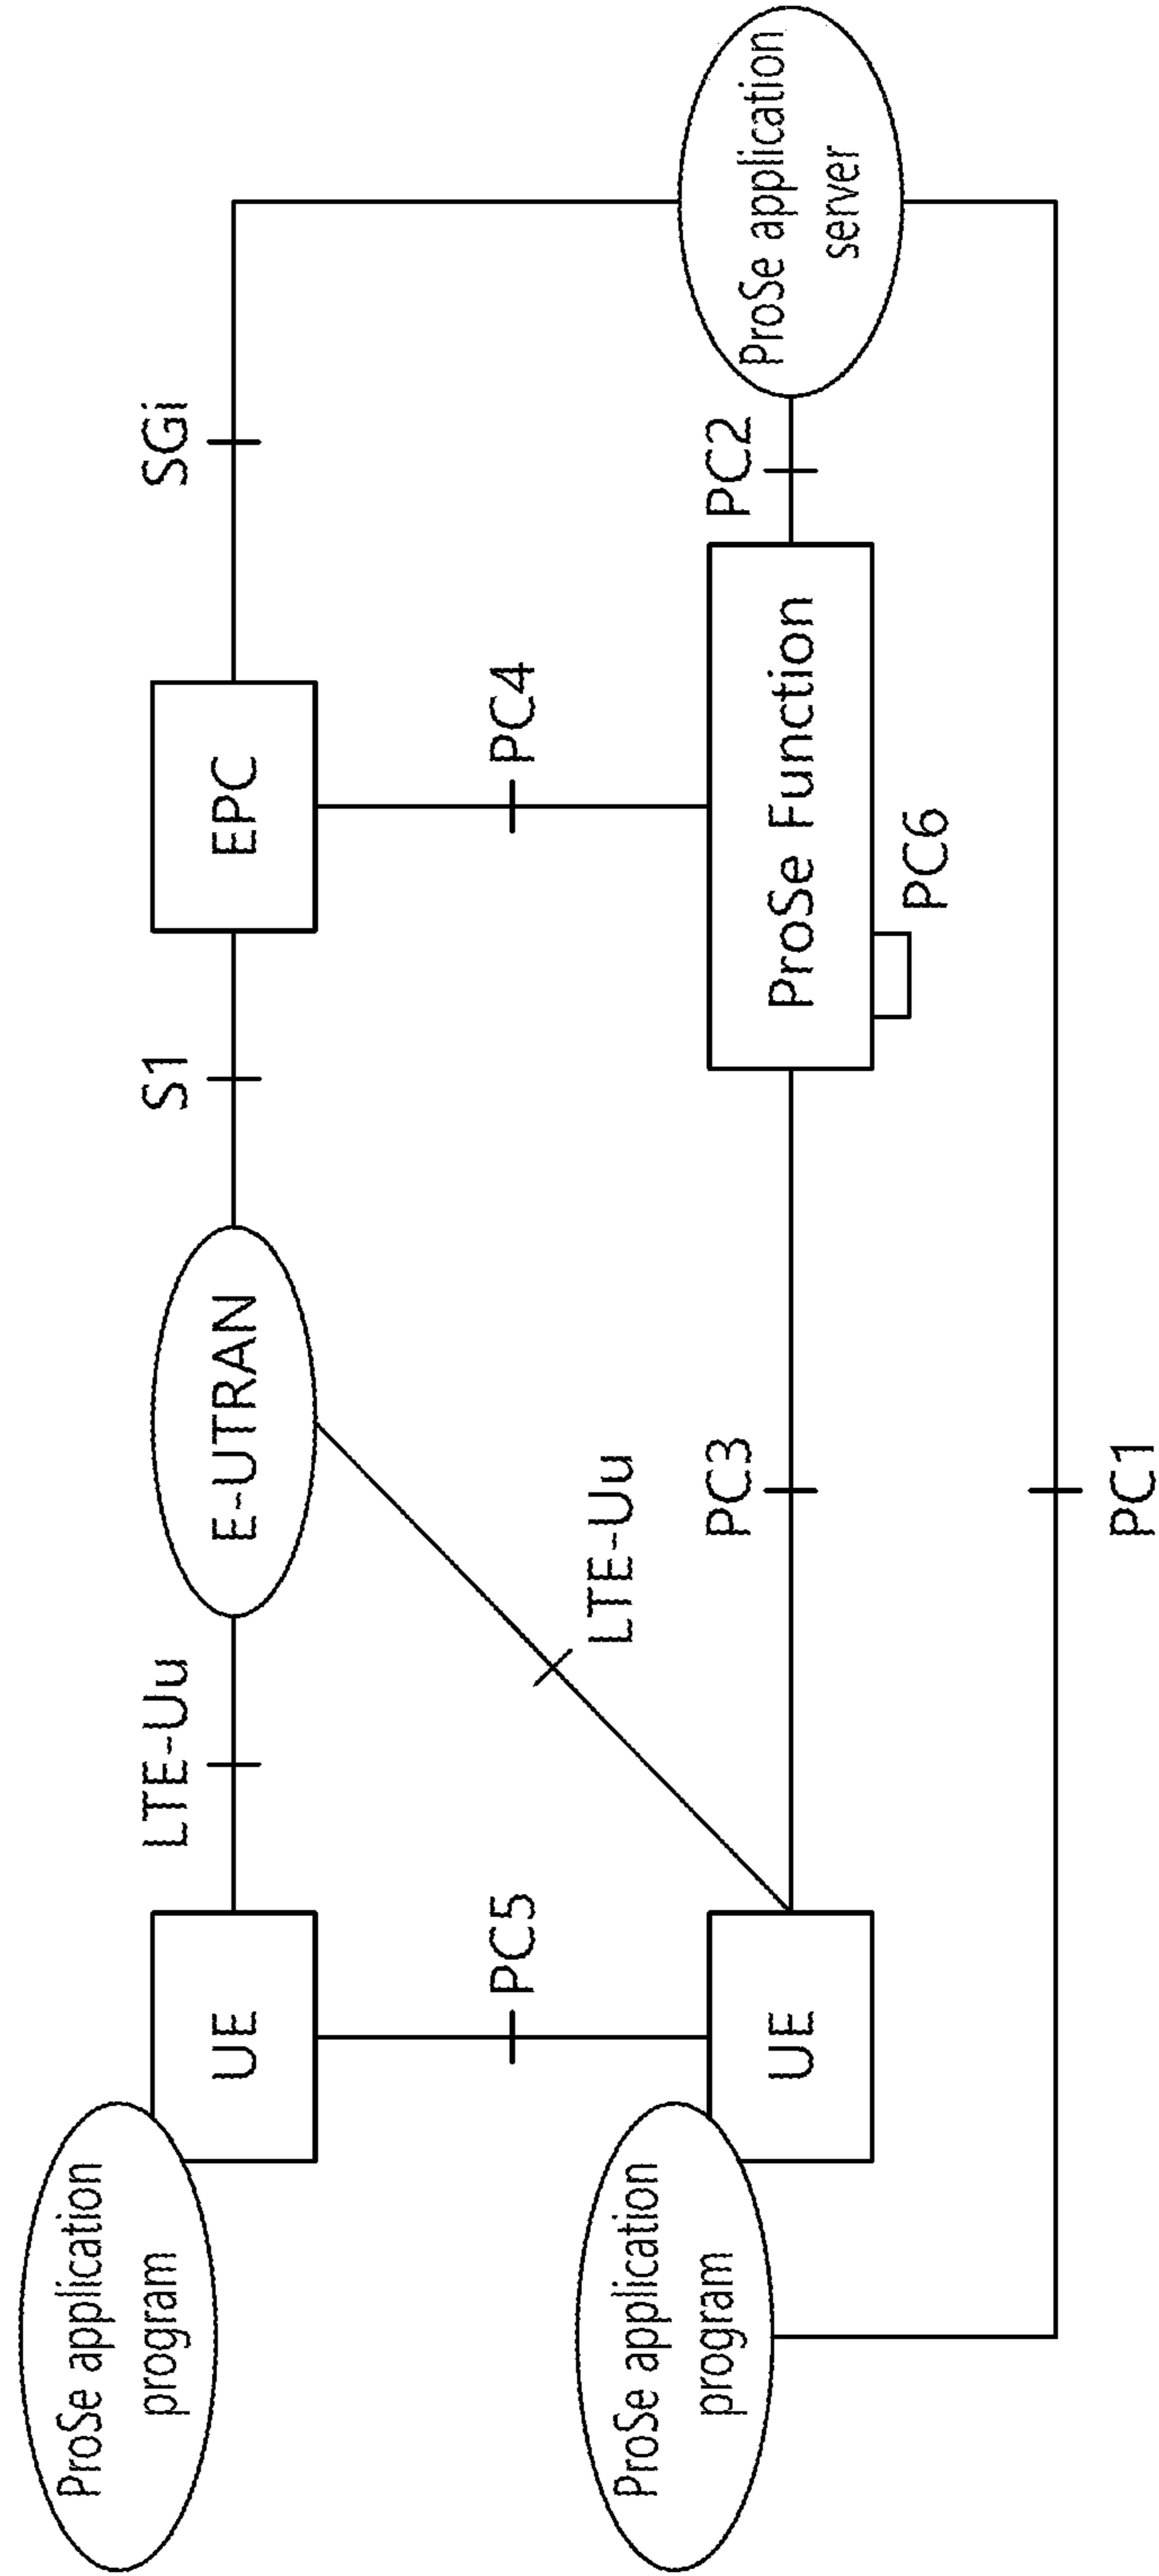 ProSe application
program
UE
LTE-Uu
E-UTRAN
S1
EPC
SGi
PC5
LTE-Uu
PC4
ProSe application
program
UE
PC3
ProSe Function
PC2
ProSe application
server
PC6
PC1